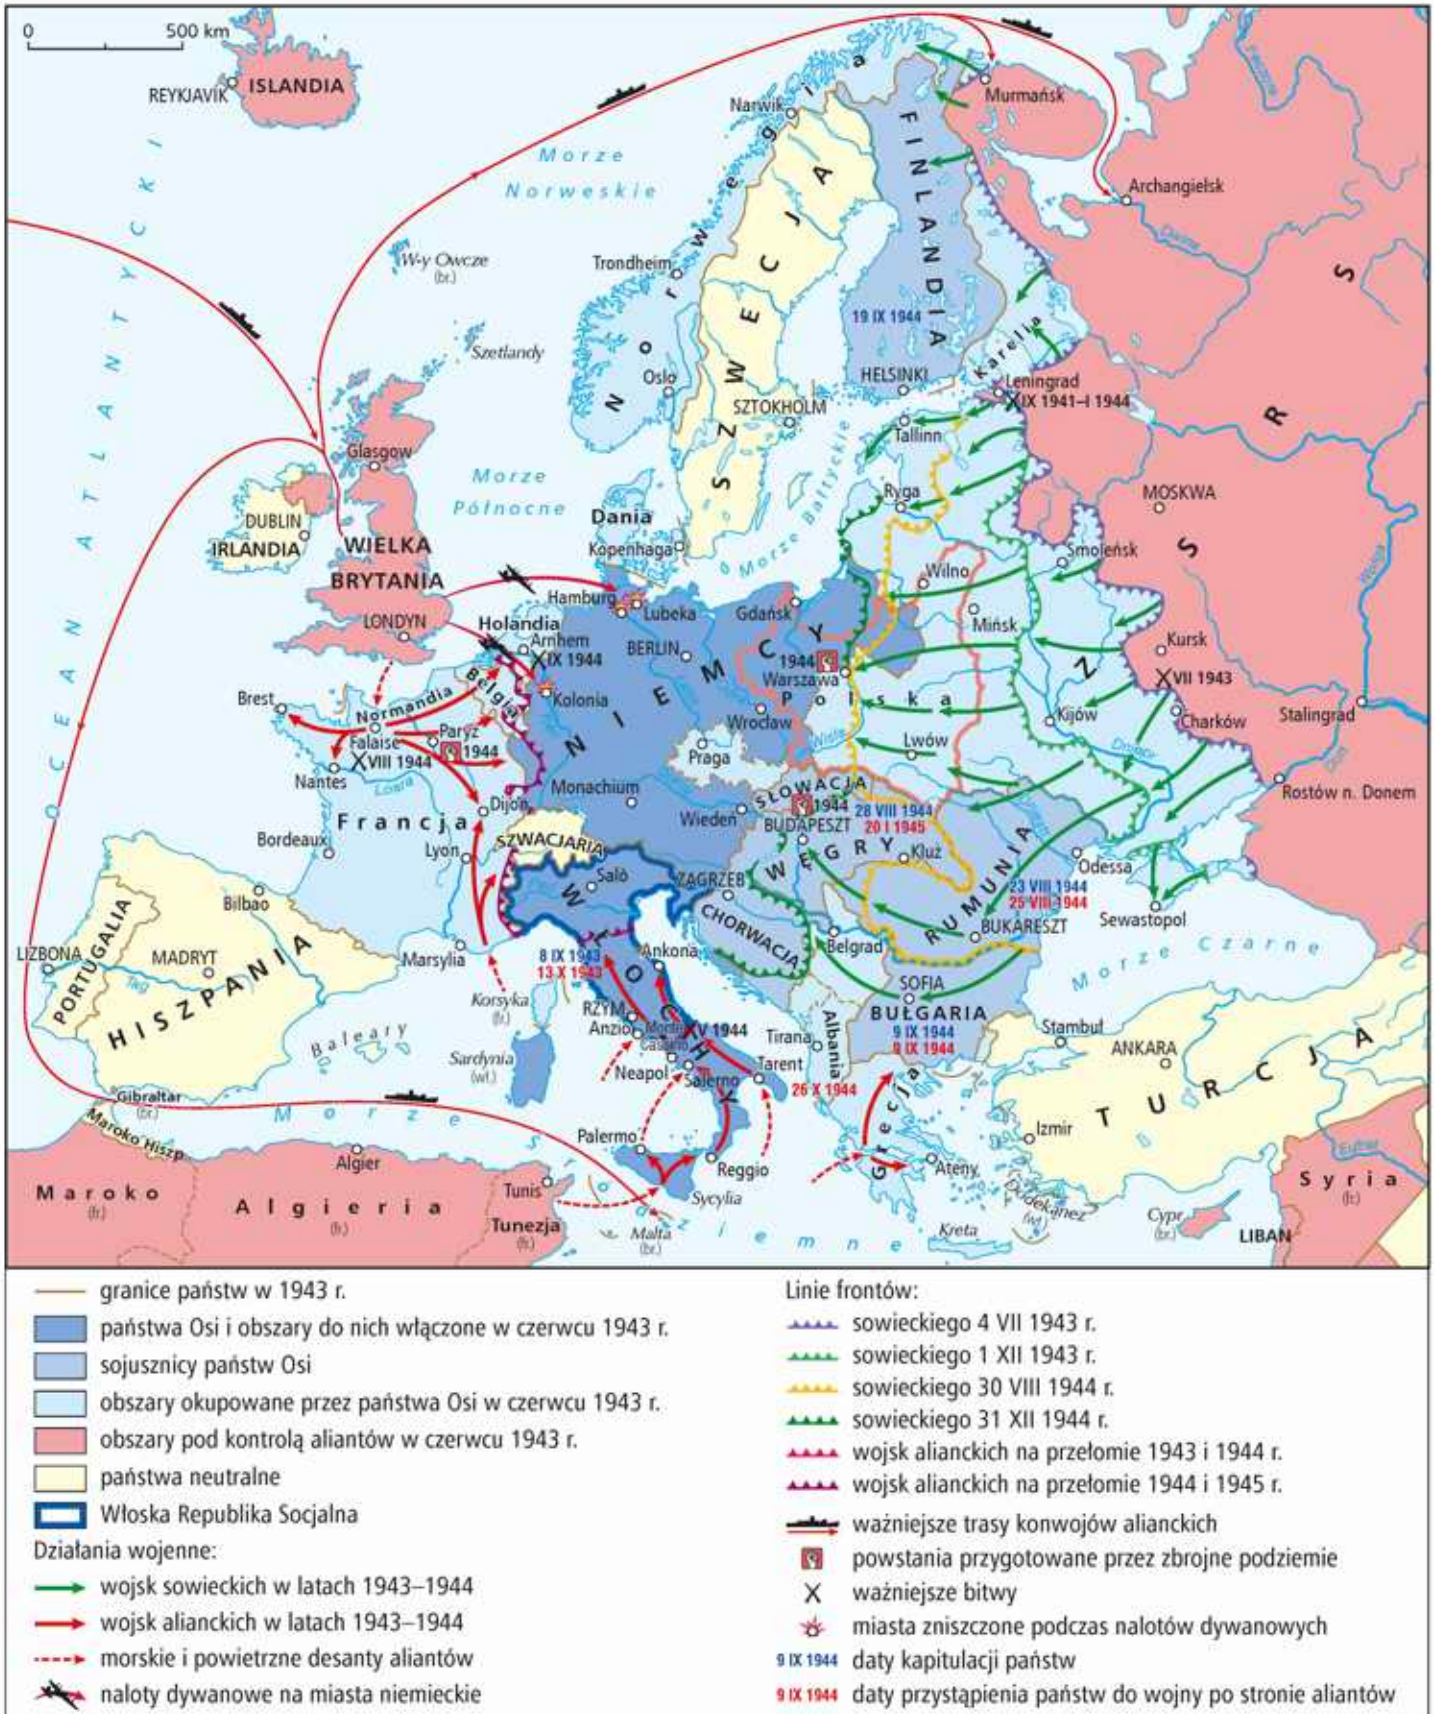 0 500 km
REYKJAVÍK
ISLANDIA
Narwik
Murmańsk
Morze
Norweskie
Archangielsk
Dwina
FINLANDIA
SZWECJA
Norwegia
W-y Owcze
(br.)
Trondheim
OCEAN ATLANTYCKI
Szetlandy
19 IX 1944
Karelia
Oslo
HELSINKI
Leningrad
IX 1941–I 1944
SZTOKHOLM
Tallinn
Glasgow
Morze
Północne
Morze Bałtyckie
Ryga
MOSKWA
ZSRS
DUBLIN
IRLANDIA
WIELKA
BRYTANIA
Dania
Kopenhaga
Smoleńsk
Wołga
Wilno
Hamburg
Lubeka
Gdańsk
LONDYN
Holandia
Arnhem
IX 1944
BERLIN
Mińsk
Kursk
1944
Warszawa
VII 1943
Belgia
Kolonia
NIEMCY
Polska
Brest
Normandia
Paryż
1944
Wrocław
Kijów
Charków
Stalingrad
Falaise
VIII 1944
Praga
Wisła
Lwów
Dniepr
Don
Nantes
Loara
Monachium
Wiedeń
SŁOWACJA
1944
Rostów n. Donem
Dijon
BUDAPESZT
28 VIII 1944
20 I 1945
Francja
Bordeaux
Lyon
SZWAJCARIA
WĘGRY
Kluż
RUMUNIA
Odessa
Salò
ZAGRZEB
23 VIII 1944
25 VIII 1944
Bilbao
CHORWACJA
Sewastopol
BUKARESZT
LIZBONA
PORTUGALIA
MADRYT
Tag
HISZPANIA
Marsylia
8 IX 1943
13 X 1943
WŁOCHY
Ankona
Belgrad
Morze Czarne
SOFIA
Korsyka
(fr.)
RZYM
Anzio
Monte
Cassino
V 1944
BUŁGARIA
9 IX 1944
9 IX 1944
Stambuł
Baleary
Tirana
Albania
ANKARA
Sardynia
(wł.)
Neapol
Salerno
Tarent
26 X 1944
TURCJA
Gibraltar
(br.)
Maroko Hiszp
Morze Śródziemne
Grecja
Izmir
Palermo
Reggio
Ateny
Eufrat
Algier
Maroko
(fr.)
Algieria
(fr.)
Tunis
Tunezja
(fr.)
Sycylia
Malta
(br.)
Dodekanez
(wł.)
Kreta
Cypr
(br.)
Syria
(fr.)
LIBAN
granice państw w 1943 r.
państwa Osi i obszary do nich włączone w czerwcu 1943 r.
sojusznicy państw Osi
obszary okupowane przez państwa Osi w czerwcu 1943 r.
obszary pod kontrolą aliantów w czerwcu 1943 r.
państwa neutralne
Włoska Republika Socjalna
Działania wojenne:
wojsk sowieckich w latach 1943–1944
wojsk alianckich w latach 1943–1944
morskie i powietrzne desanty aliantów
naloty dywanowe na miasta niemieckie
Linie frontów:
sowieckiego 4 VII 1943 r.
sowieckiego 1 XII 1943 r.
sowieckiego 30 VIII 1944 r.
sowieckiego 31 XII 1944 r.
wojsk alianckich na przełomie 1943 i 1944 r.
wojsk alianckich na przełomie 1944 i 1945 r.
ważniejsze trasy konwojów alianckich
powstania przygotowane przez zbrojne podziemie
ważniejsze bitwy
miasta zniszczone podczas nalotów dywanowych
9 IX 1944 daty kapitulacji państw
9 IX 1944 daty przystąpienia państw do wojny po stronie aliantów